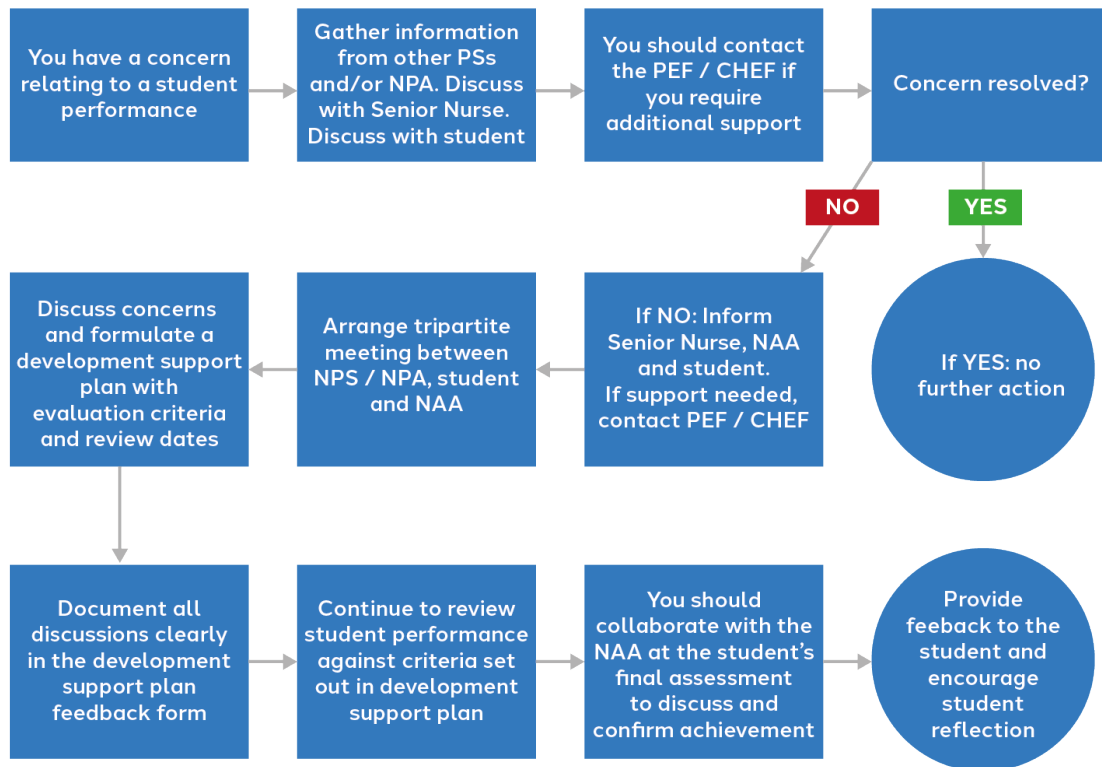 You have a concern
relating to a student
performance
Gather information
from other PSs
and/or NPA. Discuss
with Senior Nurse.
Discuss with student
You should contact
the PEF / CHEF if
you require
additional support
Concern resolved?
NO
YES
If YES: no
further action
If NO: Inform
Senior Nurse, NAA
and student.
If support needed,
contact PEF / CHEF
Arrange tripartite
meeting between
NPS / NPA, student
and NAA
Discuss concerns
and formulate a
development support
plan with
evaluation criteria
and review dates
Document all
discussions clearly
in the development
support plan
feedback form
Continue to review
student performance
against criteria set
out in development
support plan
You should
collaborate with the
NAA at the student’s
final assessment
to discuss and
confirm achievement
Provide
feeback to the
student and
encourage
student
reflection